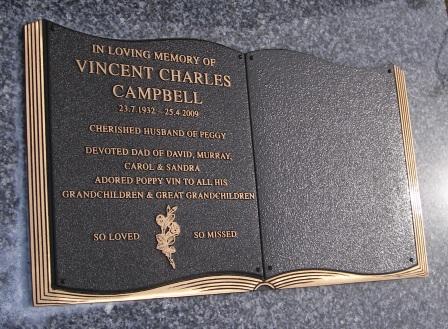 IN LOVING MEMORY OF
VINCENT CHARLES
CAMPBELL
23.7.1932 – 25.4.2009
CHERISHED HUSBAND OF PEGGY
DEVOTED DAD OF DAVID, MURRAY,
CAROL & SANDRA
ADORED POPPY VIN TO ALL HIS
GRANDCHILDREN & GREAT GRANDCHILDREN
SO LOVED SO MISSED